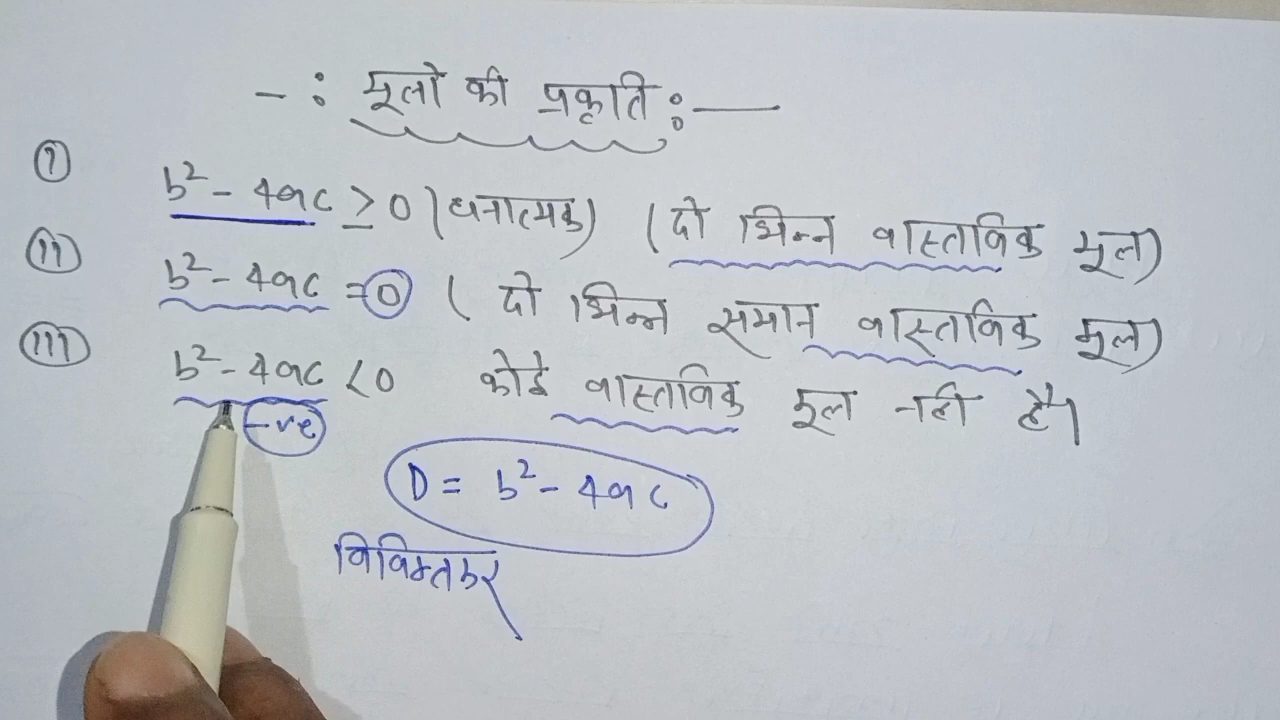 -: मूलो की प्रकृति :-
(i) b² - 4ac ≥ 0 (धनात्मक) (दो भिन्न वास्तविक मूल)
(ii) b² - 4ac = 0 ( दो भिन्न समान वास्तविक मूल)
(iii) b² - 4ac < 0 कोई वास्तविक मूल नही है।
-ve
D = b² - 4ac
विविक्तकर